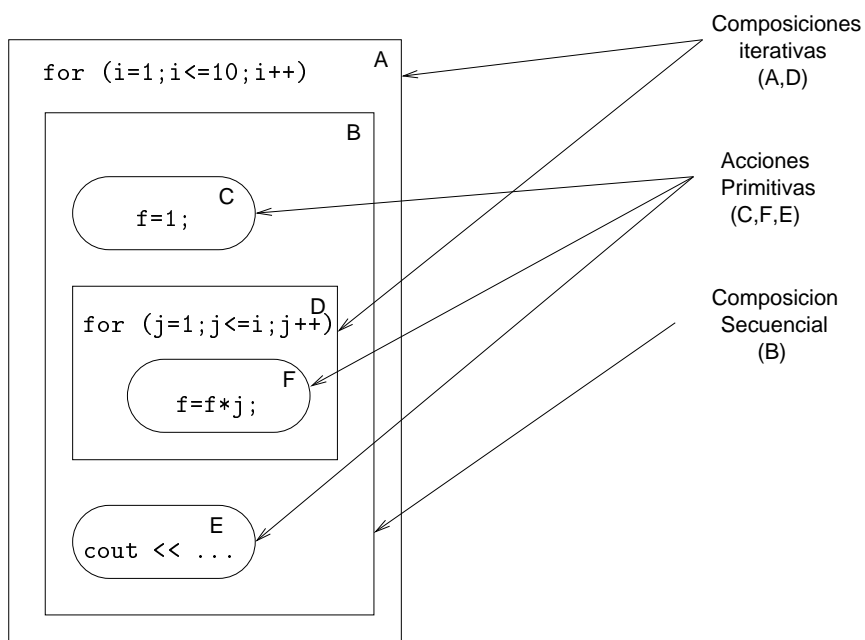 A
for (i=1;i<=10;i++)
B
C
f=1;
D
for (j=1;j<=i;j++)
F
f=f*j;
E
cout << ...
Composiciones
iterativas
(A,D)
Acciones
Primitivas
(C,F,E)
Composicion
Secuencial
(B)